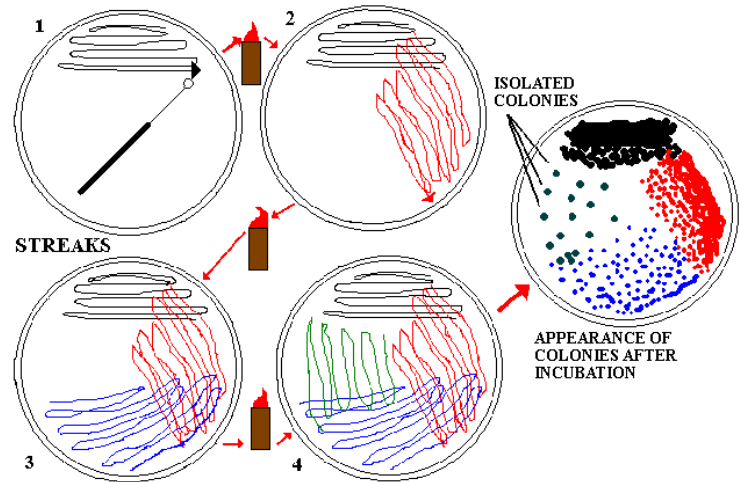 1
2
ISOLATED
COLONIES
STREAKS
3
4
APPEARANCE OF
COLONIES AFTER
INCUBATION